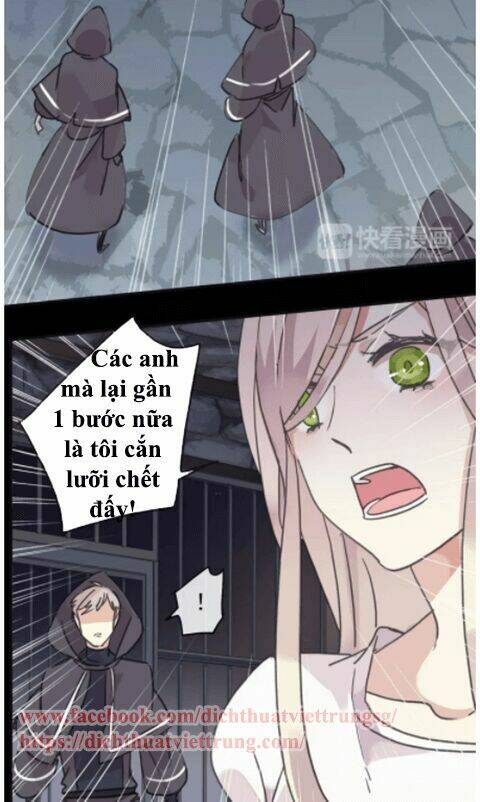 快看漫画
Các anh
mà lại gần
1 bước nữa
là tôi cắn
lưỡi chết
đấy!
!
www.facebook.com/dichthuatviettrungsg/
https://dichthuatviettrung.com/